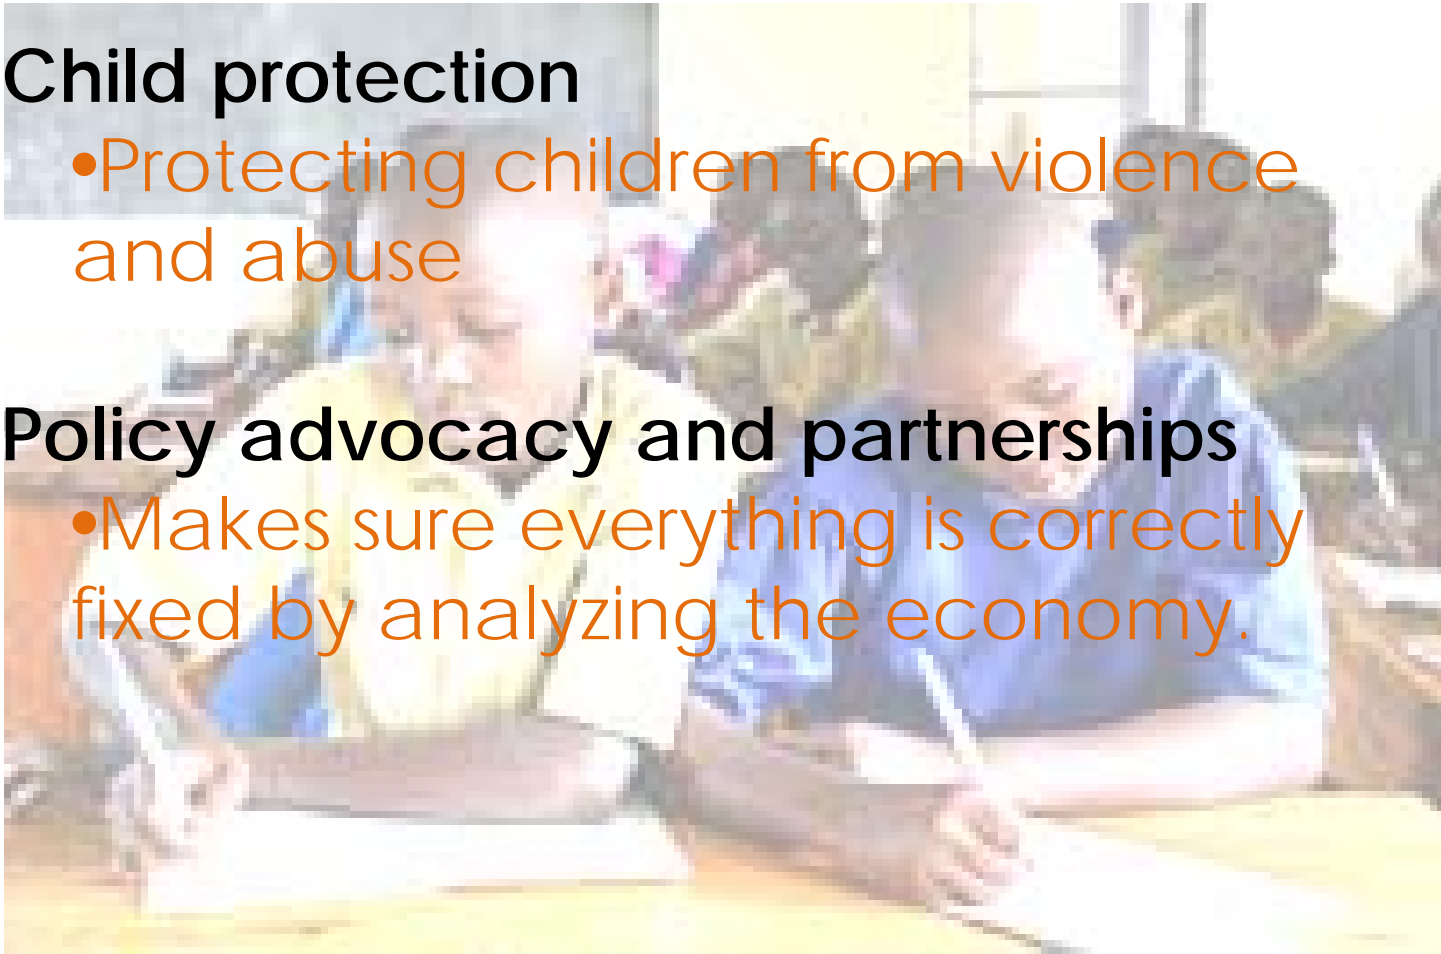 Child protection
•Protecting children from violence
and abuse
Policy advocacy and partnerships
•Makes sure everything is correctly
fixed by analyzing the economy.